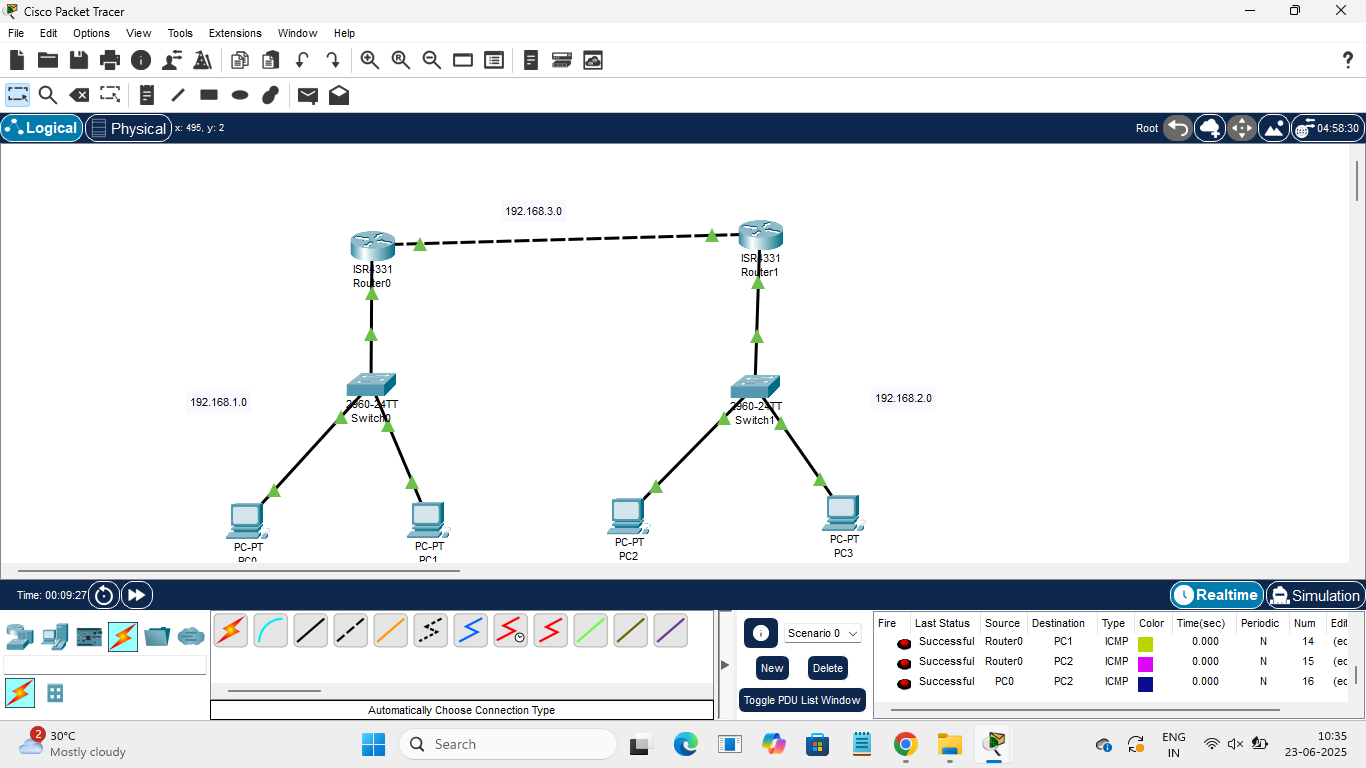 Cisco Packet Tracer
File Edit Options View Tools Extensions Window Help
Logical Physical x: 495, y: 2 Root 04:58:30
192.168.3.0
ISR4331
Router0
ISR4331
Router1
192.168.1.0
2960-24TT
Switch0
2960-24TT
Switch1
192.168.2.0
PC-PT
PC0
PC-PT
PC1
PC-PT
PC2
PC-PT
PC3
Time: 00:09:27 Realtime Simulation
Scenario 0
New Delete
Toggle PDU List Window
Automatically Choose Connection Type
Fire Last Status Source Destination Type Color Time(sec) Periodic Num Edit
Successful Router0 PC1 ICMP 0.000 N 14 (ec
Successful Router0 PC2 ICMP 0.000 N 15 (ec
Successful PC0 PC2 ICMP 0.000 N 16 (ec
2
30°C
Mostly cloudy
Search
ENG
IN
10:35
23-06-2025